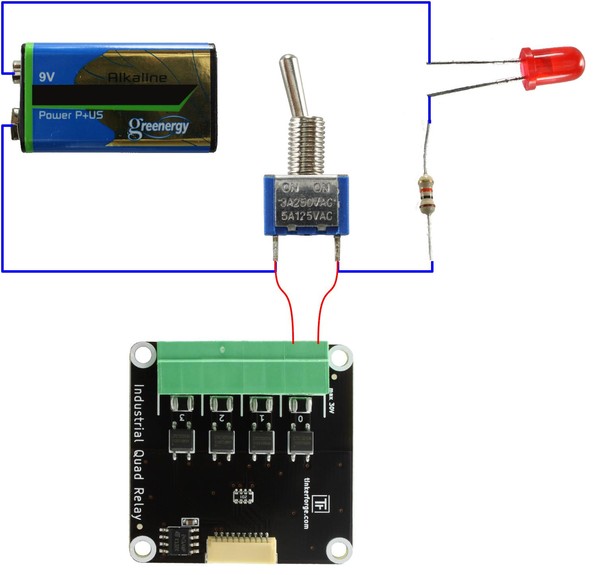 9V
Alkaline
Power P+US
greenergy
ON ON
3A250VAC
5A125VAC
Industrial Quad Relay
max. 30V
3 2 1 0
tinkerforge.com
TF